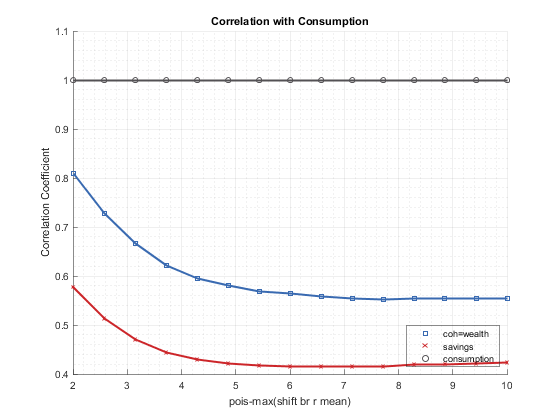 Correlation with Consumption
1.1
1
0.9
0.8
0.7
0.6
0.5
0.4
Correlation Coefficient
coh=wealth
savings
consumption
2 3 4 5 6 7 8 9 10
pois-max(shift br r mean)